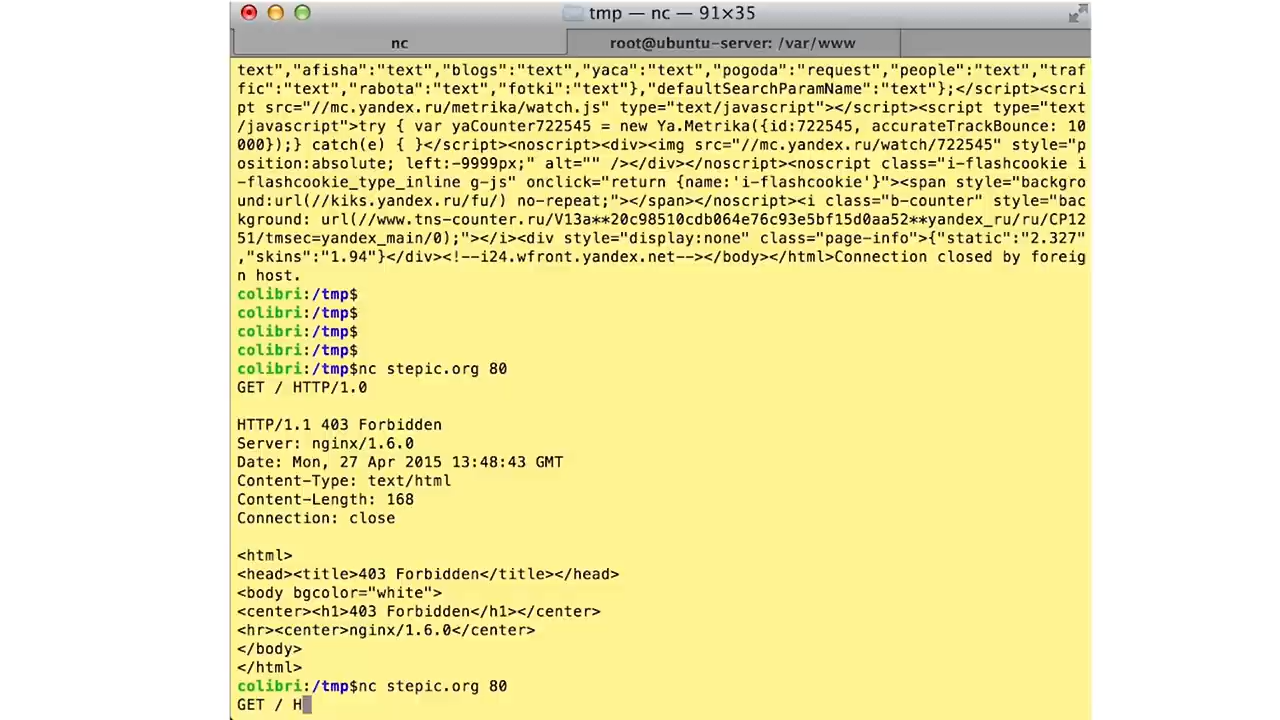 tmp — nc — 91×35
nc
root@ubuntu-server: /var/www
text","afisha":"text","blogs":"text","yaca":"text","pogoda":"request","people":"text","traf
fic":"text","rabota":"text","fotki":"text"},"defaultSearchParamName":"text"};</script><scri
pt src="//mc.yandex.ru/metrika/watch.js" type="text/javascript"></script><script type="text
/javascript">try { var yaCounter722545 = new Ya.Metrika({id:722545, accurateTrackBounce: 10
000});} catch(e) { }</script><noscript><div><img src="//mc.yandex.ru/watch/722545" style="p
osition:absolute; left:-9999px;" alt="" /></div></noscript><noscript class="i-flashcookie i
-flashcookie_type_inline g-js" onclick="return {name:'i-flashcookie'}"><span style="backgro
und:url(//kiks.yandex.ru/fu/) no-repeat;"></span></noscript><i class="b-counter" style="bac
kground: url(//www.tns-counter.ru/V13a**20c98510cdb064e76c93e5bf15d0aa52**yandex_ru/ru/CP12
51/tmsec=yandex_main/0);"></i><div style="display:none" class="page-info">{"static":"2.327"
,"skins":"1.94"}</div><!--i24.wfront.yandex.net--></body></html>Connection closed by foreig
n host.
colibri:/tmp$
colibri:/tmp$
colibri:/tmp$
colibri:/tmp$
colibri:/tmp$nc stepic.org 80
GET / HTTP/1.0
HTTP/1.1 403 Forbidden
Server: nginx/1.6.0
Date: Mon, 27 Apr 2015 13:48:43 GMT
Content-Type: text/html
Content-Length: 168
Connection: close
<html>
<head><title>403 Forbidden</title></head>
<body bgcolor="white">
<center><h1>403 Forbidden</h1></center>
<hr><center>nginx/1.6.0</center>
</body>
</html>
colibri:/tmp$nc stepic.org 80
GET / H